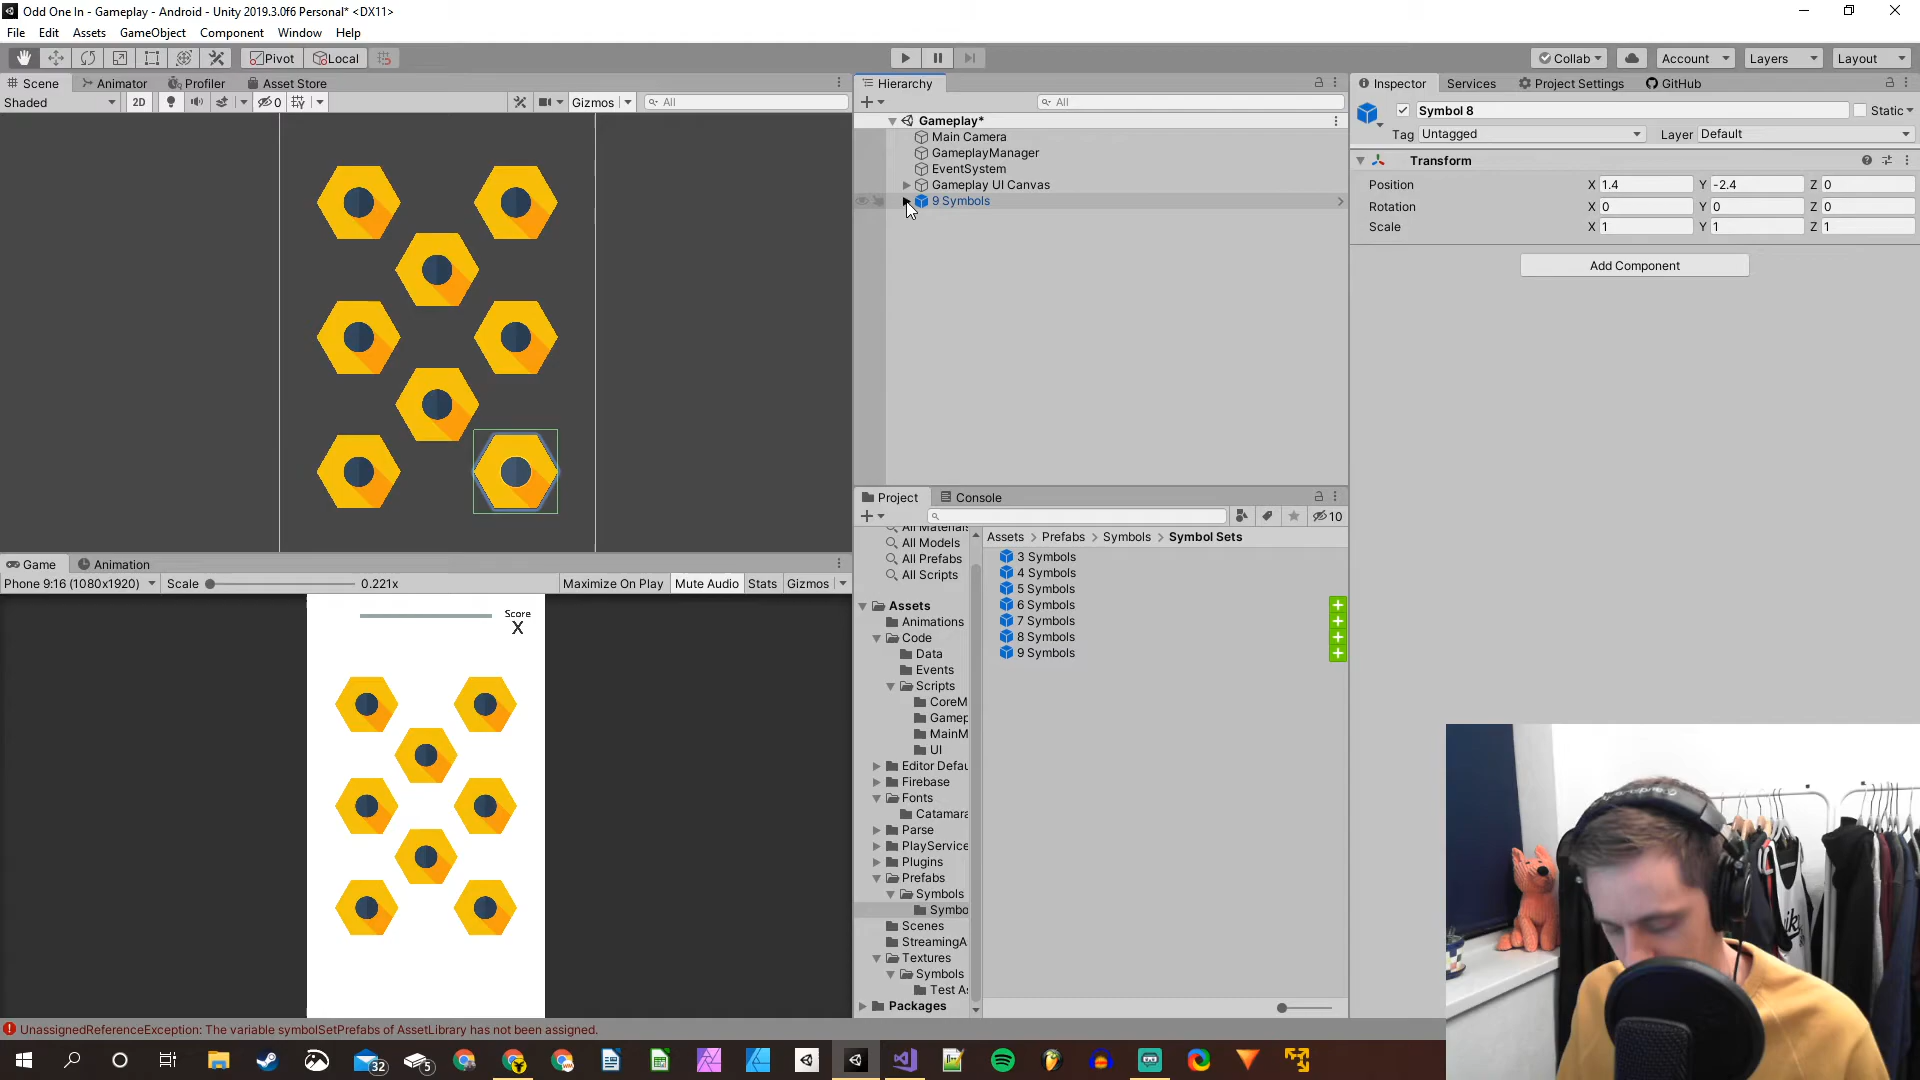 Odd One In - Gameplay - Android - Unity 2019.3.0f6 Personal* <DX11>
File Edit Assets GameObject Component Window Help
Pivot Local Collab Account Layers Layout
Scene Animator Profiler Asset Store
Shaded 2D 0 Gizmos All
Hierarchy
All
Gameplay*
Main Camera
GameplayManager
EventSystem
Gameplay UI Canvas
9 Symbols
Inspector Services Project Settings GitHub
Symbol 8 Static
Tag Untagged Layer Default
Transform
Position X 1.4 Y -2.4 Z 0
Rotation X 0 Y 0 Z 0
Scale X 1 Y 1 Z 1
Add Component
Game Animation
Phone 9:16 (1080x1920) Scale 0.221x Maximize On Play Mute Audio Stats Gizmos
Score
X
Project Console
10
All Materials
All Models
All Prefabs
All Scripts
Assets
Animations
Code
Data
Events
Scripts
CoreM
Gamep
MainM
UI
Editor Defau
Firebase
Fonts
Catamara
Parse
PlayService
Plugins
Prefabs
Symbols
Symbo
Scenes
StreamingA
Textures
Symbols
Test As
Packages
Assets > Prefabs > Symbols > Symbol Sets
3 Symbols
4 Symbols
5 Symbols
6 Symbols
7 Symbols
8 Symbols
9 Symbols
UnassignedReferenceException: The variable symbolSetPrefabs of AssetLibrary has not been assigned.
32
5